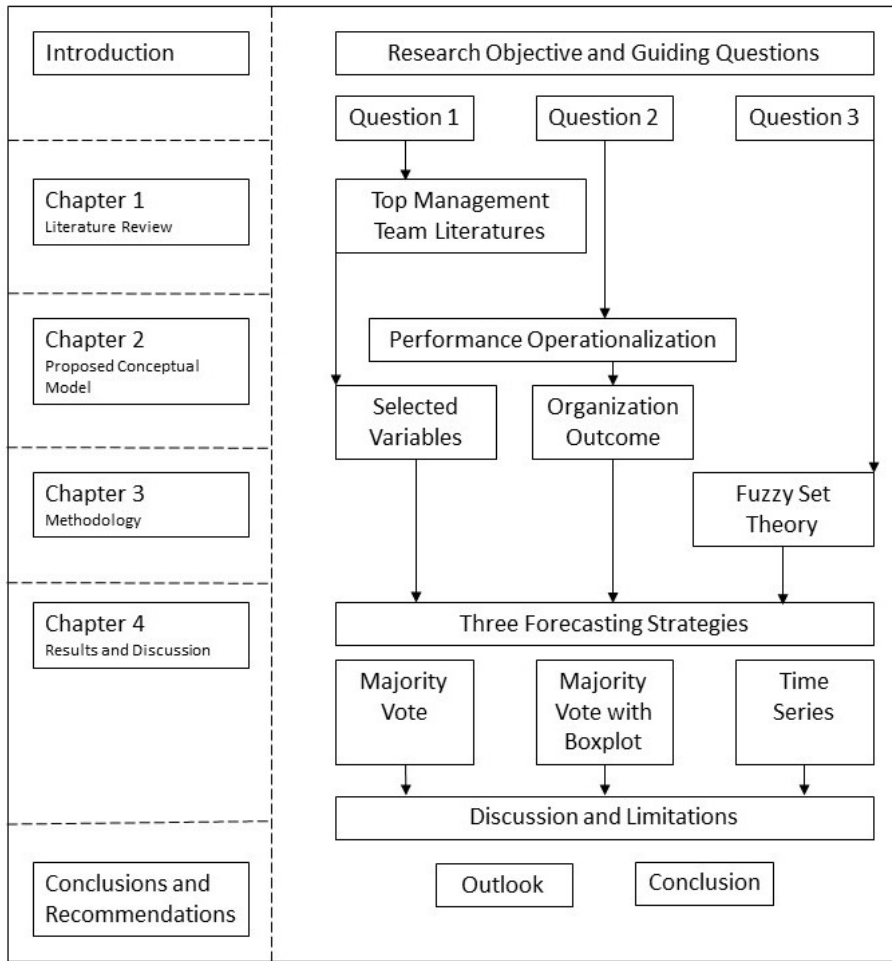 Introduction
Research Objective and Guiding Questions
Question 1
Question 2
Question 3
Chapter 1
Literature Review
Top Management
Team Literatures
Chapter 2
Proposed Conceptual
Model
Performance Operationalization
Selected
Variables
Organization
Outcome
Chapter 3
Methodology
Fuzzy Set
Theory
Chapter 4
Results and Discussion
Three Forecasting Strategies
Majority
Vote
Majority
Vote with
Boxplot
Time
Series
Discussion and Limitations
Conclusions and
Recommendations
Outlook
Conclusion